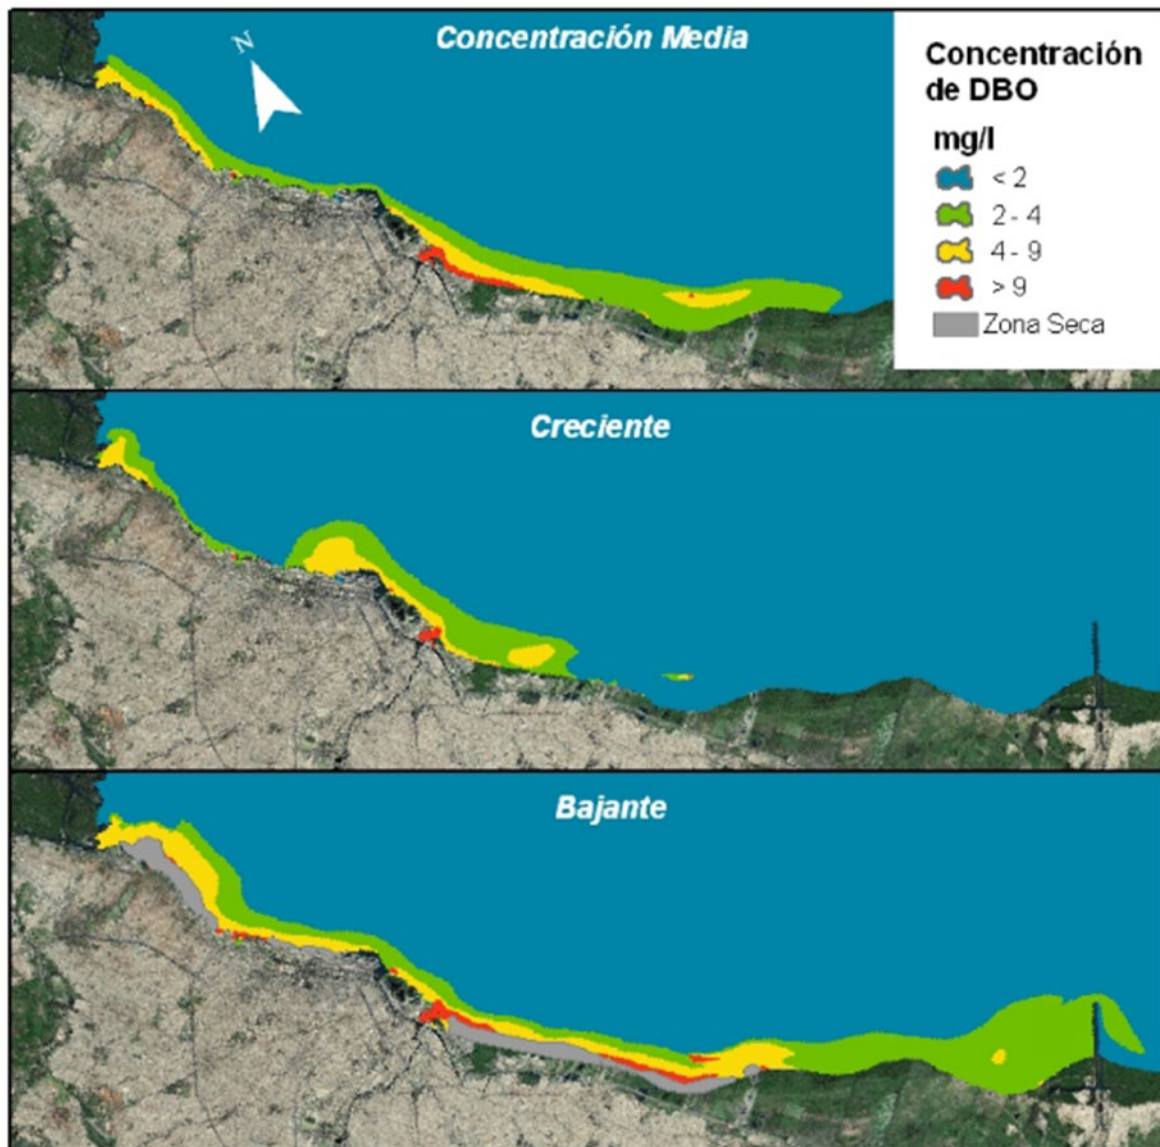 Concentración Media
N
Concentración
de DBO
mg/l
< 2
2 - 4
4 - 9
> 9
Zona Seca
Creciente
Bajante